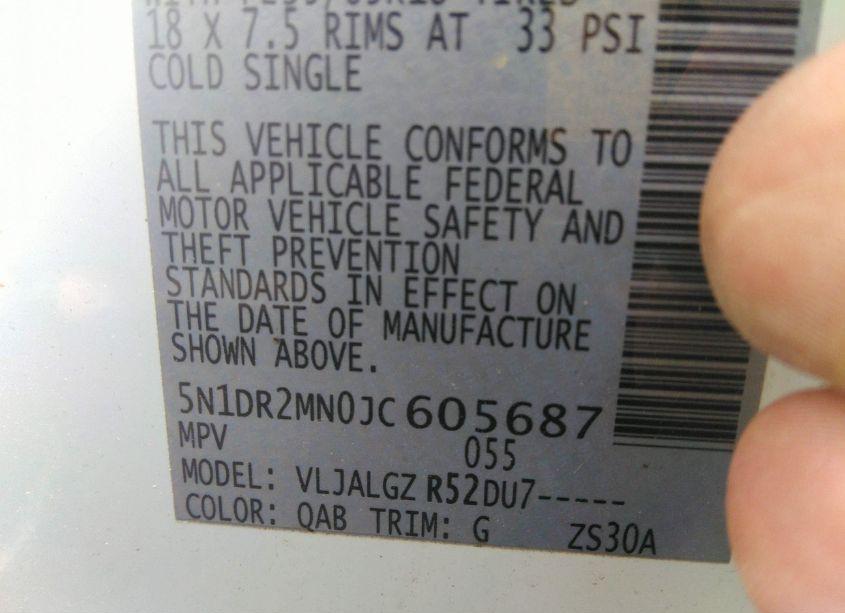 18 X 7.5 RIMS AT 33 PSI
COLD SINGLE
THIS VEHICLE CONFORMS TO
ALL APPLICABLE FEDERAL
MOTOR VEHICLE SAFETY AND
THEFT PREVENTION
STANDARDS IN EFFECT ON
THE DATE OF MANUFACTURE
SHOWN ABOVE.
5N1DR2MN0JC605687
MPV 055
MODEL: VLJALGZ R52DU7-----
COLOR: QAB TRIM: G ZS30A